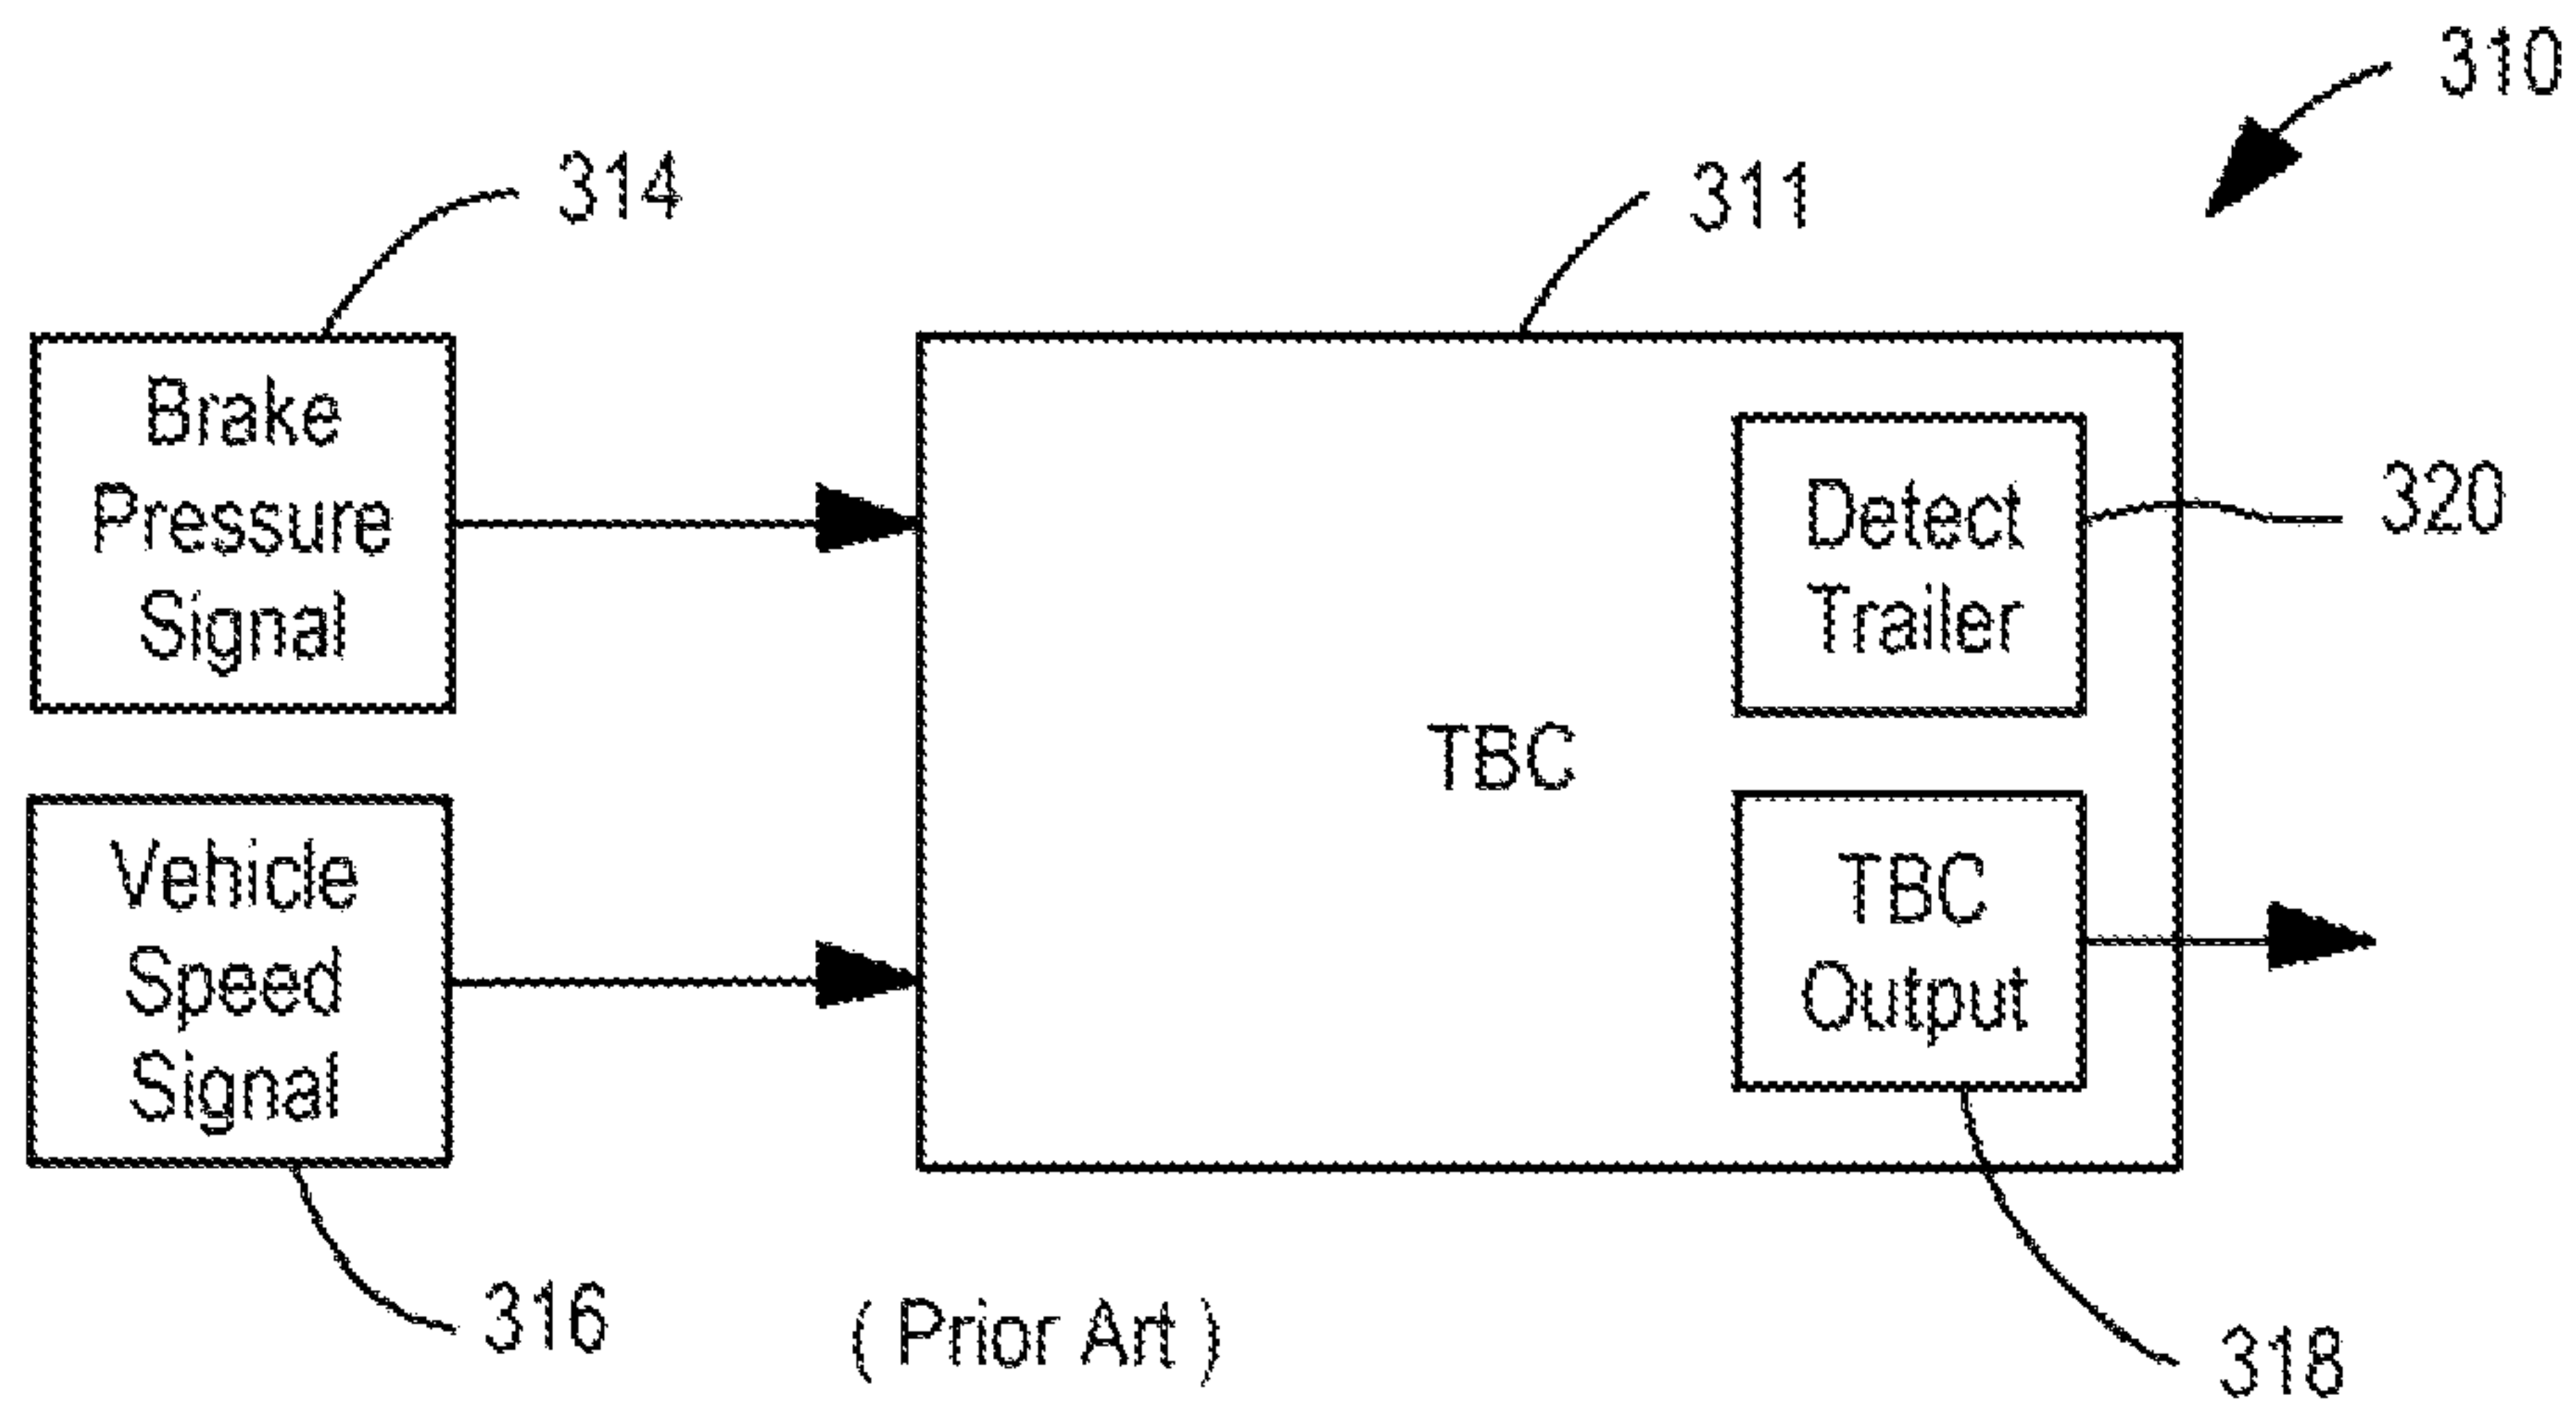 310
314
311
Brake
Pressure
Signal
Detect
Trailer
320
TBC
Vehicle
Speed
Signal
TBC
Output
316
( Prior Art )
318